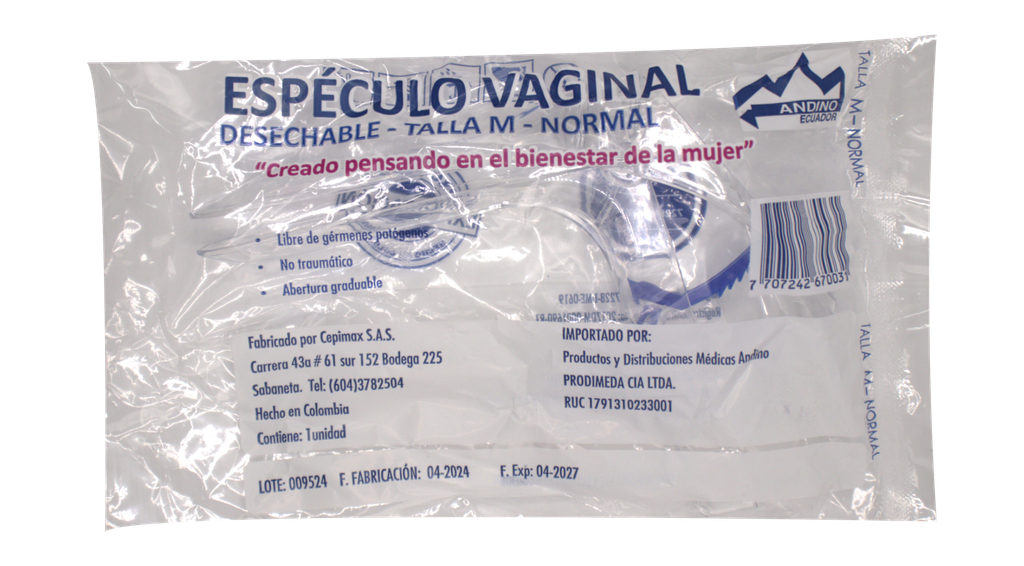 ESPÉCULO VAGINAL
DESECHABLE - TALLA M - NORMAL
"Creado pensando en el bienestar de la mujer"
ANDINO
ECUADOR
TALLA M- NORMAL
• Libre de gérmenes patógenos
• No traumático
• Abertura graduable
7 707242 670031
7228-I-ME-0619
Fabricado por Cepimax S.A.S.
Carrera 43a # 61 sur 152 Bodega 225
Sabaneta. Tel: (604)3782504
Hecho en Colombia
Contiene: 1unidad
IMPORTADO POR:
Productos y Distribuciones Médicas Andino
PRODIMEDA CIA LTDA.
RUC 1791310233001
TALLA M- NORMAL
LOTE: 009524 F. FABRICACIÓN: 04-2024 F. Exp: 04-2027